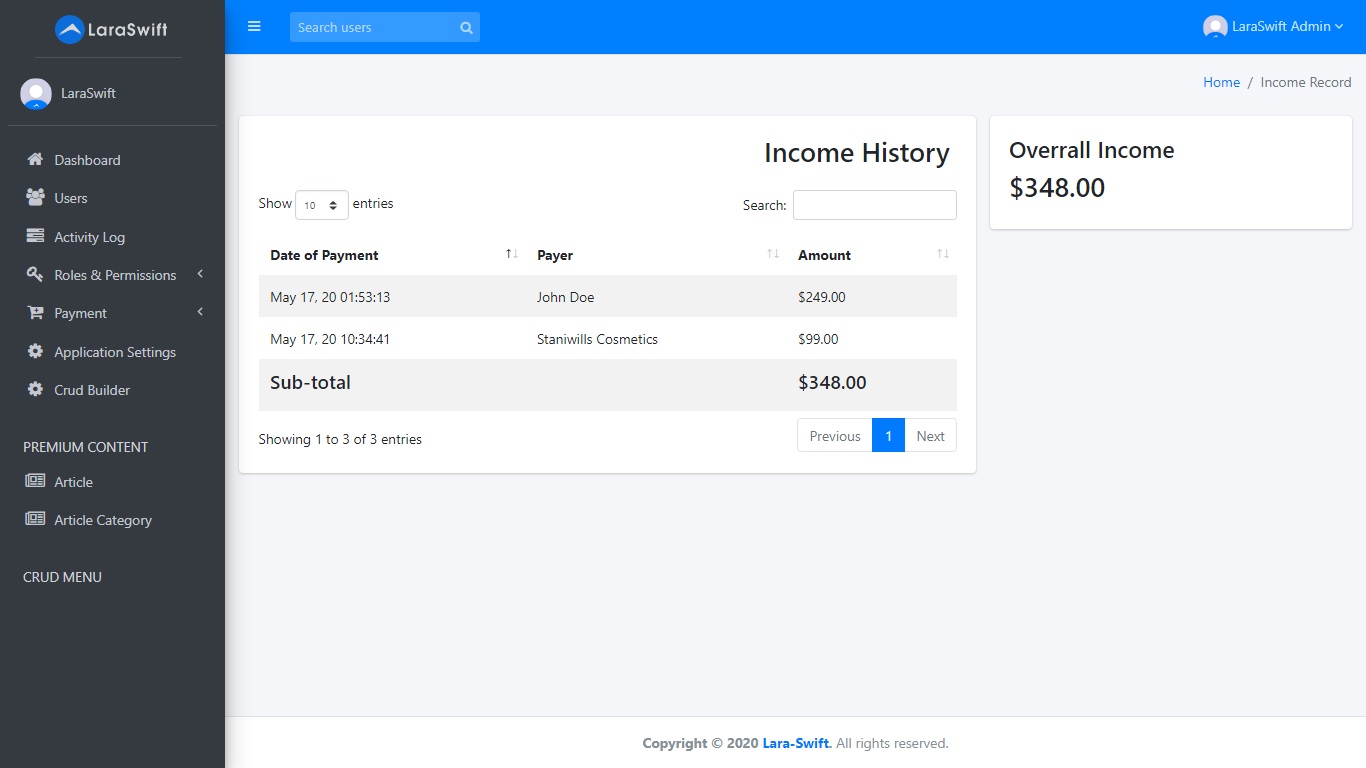 LaraSwift
Search users
LaraSwift Admin
LaraSwift
Dashboard
Users
Activity Log
Roles & Permissions
Payment
Application Settings
Crud Builder
PREMIUM CONTENT
Article
Article Category
CRUD MENU
Home / Income Record
Income History
Show 10 entries
Search:
Date of Payment Payer Amount
May 17, 20 01:53:13 John Doe $249.00
May 17, 20 10:34:41 Staniwills Cosmetics $99.00
Sub-total $348.00
Showing 1 to 3 of 3 entries
Previous 1 Next
Overrall Income
$348.00
Copyright © 2020 Lara-Swift. All rights reserved.